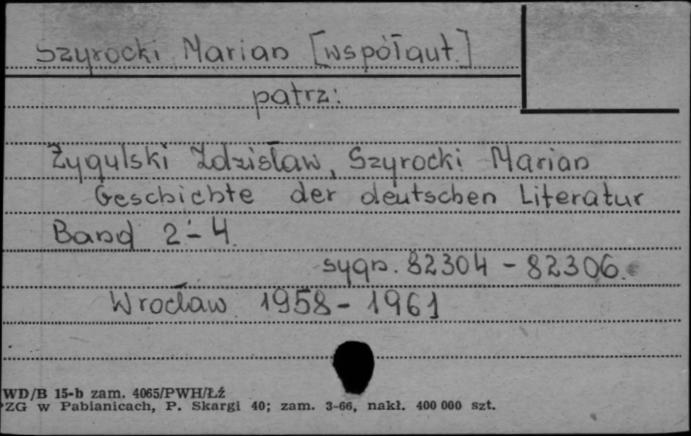 Szyrocki Marian [współaut.]
patrz:
Żygulski Zdzisław, Szyrocki Marian
Geschichte der deutschen Literatur
Band 2-4.
sygn. 82304 - 82306.
Wrocław 1958-1961
WD/B 15-b zam. 4065/PWH/Łź
PZG w Pabianicach, P. Skargi 40; zam. 3-66, nakł. 400 000 szt.